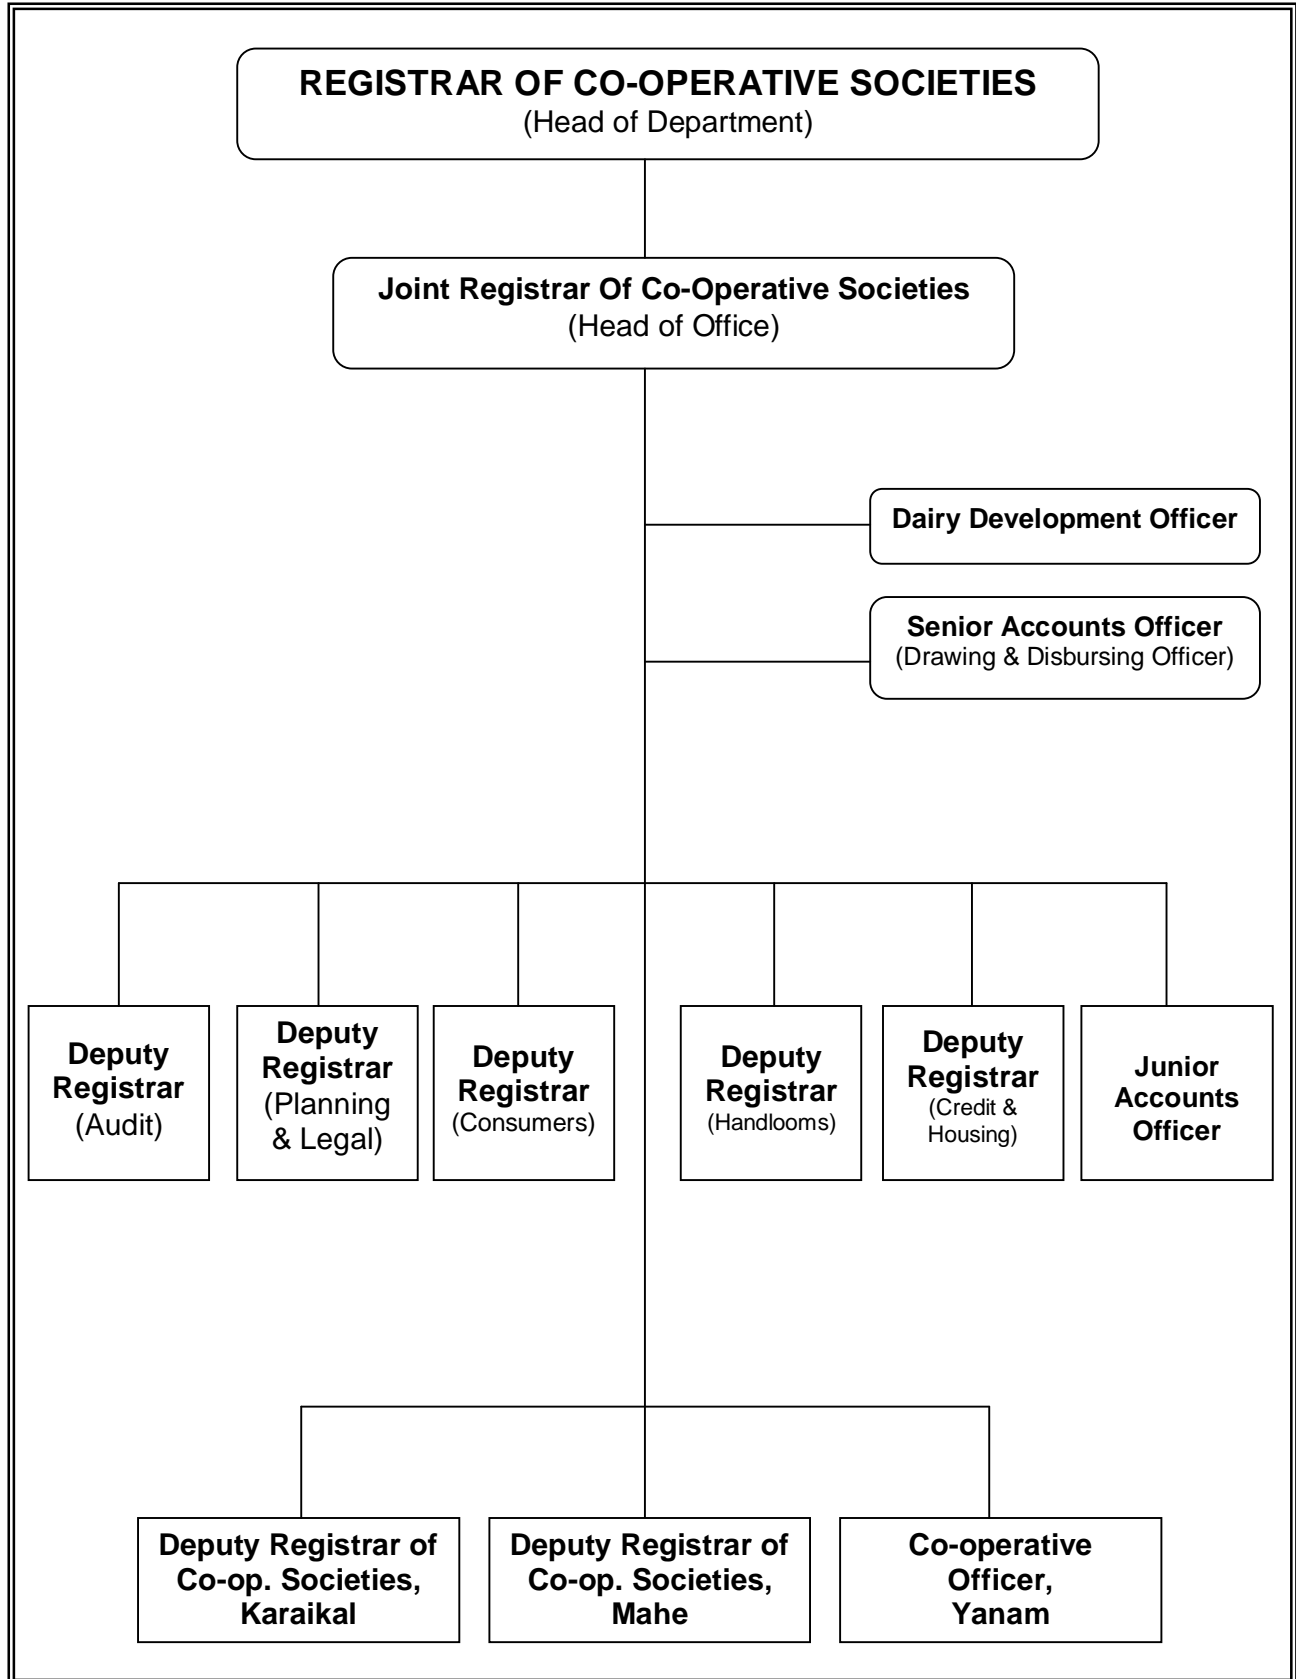 REGISTRAR OF CO-OPERATIVE SOCIETIES
(Head of Department)
Joint Registrar Of Co-Operative Societies
(Head of Office)
Dairy Development Officer
Senior Accounts Officer
(Drawing & Disbursing Officer)
Deputy
Registrar
(Audit)
Deputy
Registrar
(Planning
& Legal)
Deputy
Registrar
(Consumers)
Deputy
Registrar
(Handlooms)
Deputy
Registrar
(Credit &
Housing)
Junior
Accounts
Officer
Deputy Registrar of
Co-op. Societies,
Karaikal
Deputy Registrar of
Co-op. Societies,
Mahe
Co-operative
Officer,
Yanam